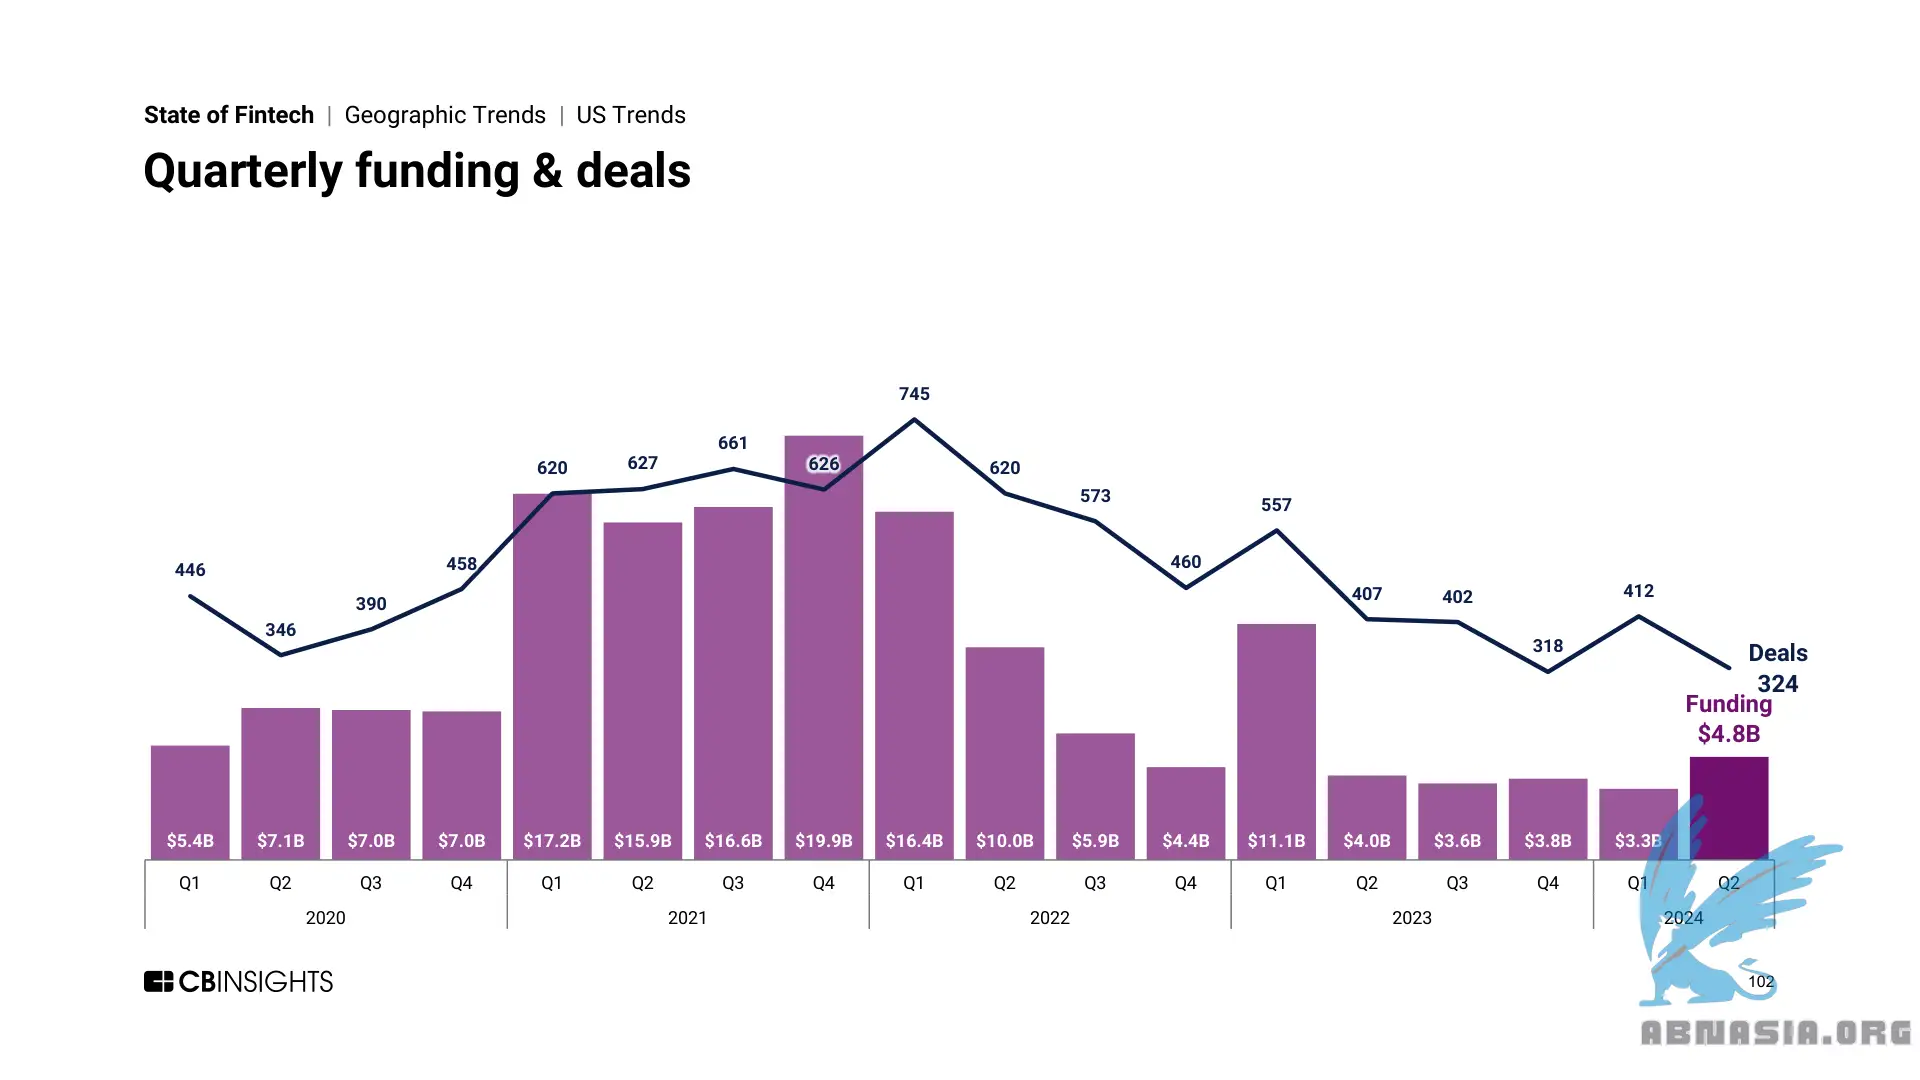 State of Fintech | Geographic Trends | US Trends
Quarterly funding & deals
745
661
626
620
627
620
573
557
446
458
460
390
407
402
412
346
318
Deals
324
Funding
$4.8B
$5.4B $7.1B $7.0B $7.0B $17.2B $15.9B $16.6B $19.9B $16.4B $10.0B $5.9B $4.4B $11.1B $4.0B $3.6B $3.8B $3.3B
Q1 Q2 Q3 Q4 Q1 Q2 Q3 Q4 Q1 Q2 Q3 Q4 Q1 Q2 Q3 Q4 Q1 Q2
2020 2021 2022 2023 2024
CBINSIGHTS
102
ABNASIA.ORG